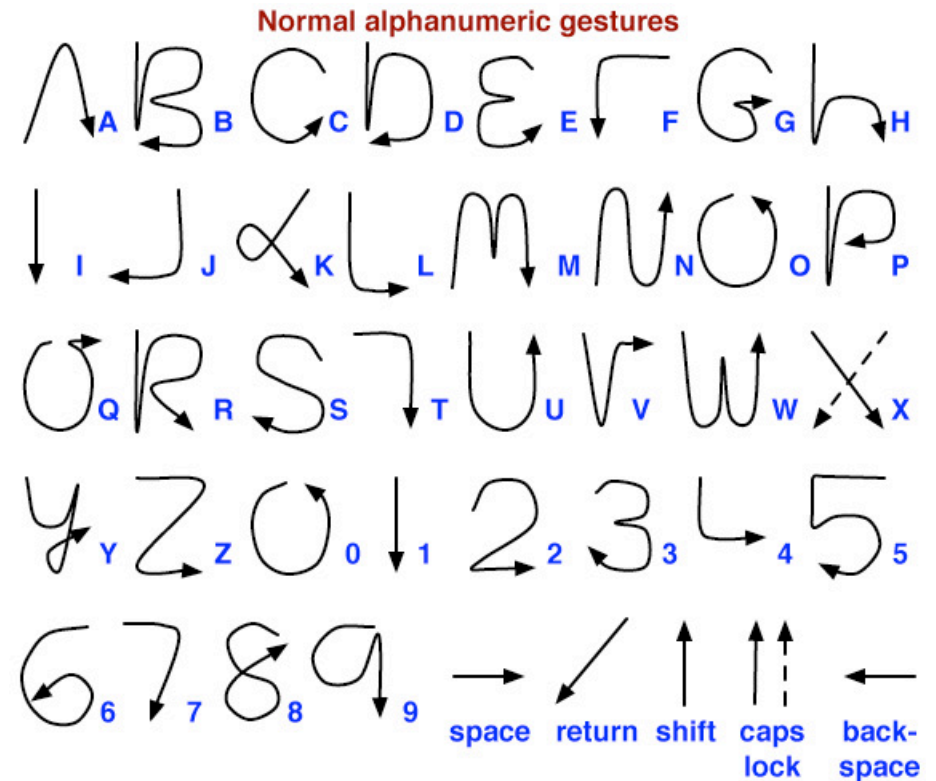 Normal alphanumeric gestures
A B C D E F G H
I J K L M N O P
Q R S T U V W X
Y Z 0 1 2 3 4 5
6 7 8 9
space return shift caps lock back-space